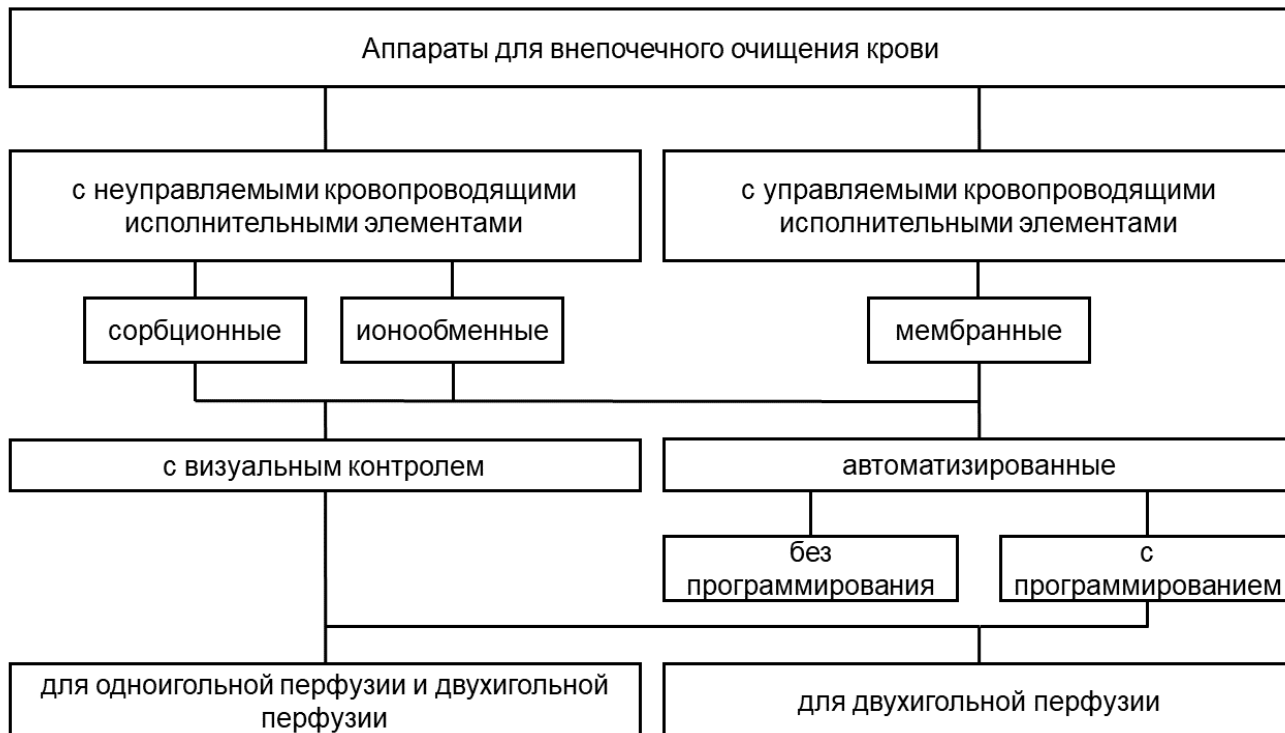 Аппараты для внепочечного очищения крови
с неуправляемыми кровопроводящими
исполнительными элементами
с управляемыми кровопроводящими
исполнительными элементами
сорбционные
ионообменные
мембранные
с визуальным контролем
автоматизированные
без
программирования
с
программированием
для одноигольной перфузии и двухигольной
перфузии
для двухигольной перфузии